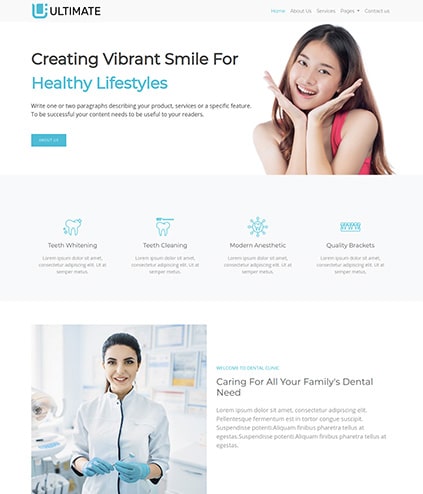 ULTIMATE
Home About Us Services Pages Contact us
Creating Vibrant Smile For
Healthy Lifestyles
Write one or two paragraphs describing your product, services or a specific feature.
To be successful your content needs to be useful to your readers.
ABOUT US
Teeth Whitening
Lorem ipsum dolor sit amet,
consectetur adipiscing elit. Ut at
semper metus.
Teeth Cleaning
Lorem ipsum dolor sit amet,
consectetur adipiscing elit. Ut at
semper metus.
Modern Anesthetic
Lorem ipsum dolor sit amet,
consectetur adipiscing elit. Ut at
semper metus.
Quality Brackets
Lorem ipsum dolor sit amet,
consectetur adipiscing elit. Ut at
semper metus.
WELCOME TO DENTAL CLINIC
Caring For All Your Family's Dental
Need
Lorem ipsum dolor sit amet, consectetur adipiscing elit.
Pellentesque fermentum est in tortor congue suscipit.
Suspendisse potenti.Aliquam finibus pharetra tellus ut
egestas.Suspendisse potenti.Aliquam finibus pharetra tellus ut
egestas.